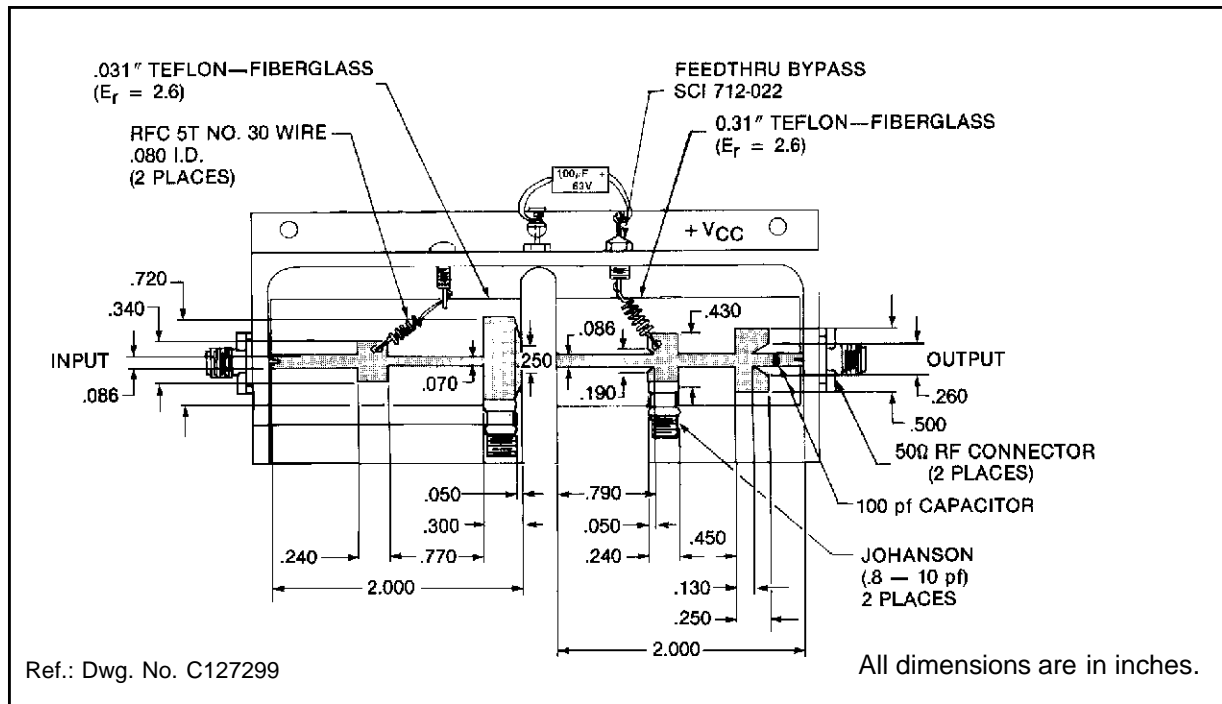 .031" TEFLON—FIBERGLASS
(Er = 2.6)
RFC 5T NO. 30 WIRE
.080 I.D.
(2 PLACES)
FEEDTHRU BYPASS
SCI 712-022
0.31" TEFLON—FIBERGLASS
(Er = 2.6)
100µF +
63V
+ VCC
.720
.340
INPUT
.086
.070
.250
.086
.190
.430
OUTPUT
.260
.500
50Ω RF CONNECTOR
(2 PLACES)
100 pf CAPACITOR
JOHANSON
(.8 — 10 pf)
2 PLACES
.050
.300
.240
.770
2.000
.790
.050
.240
.450
.130
.250
2.000
Ref.: Dwg. No. C127299
All dimensions are in inches.